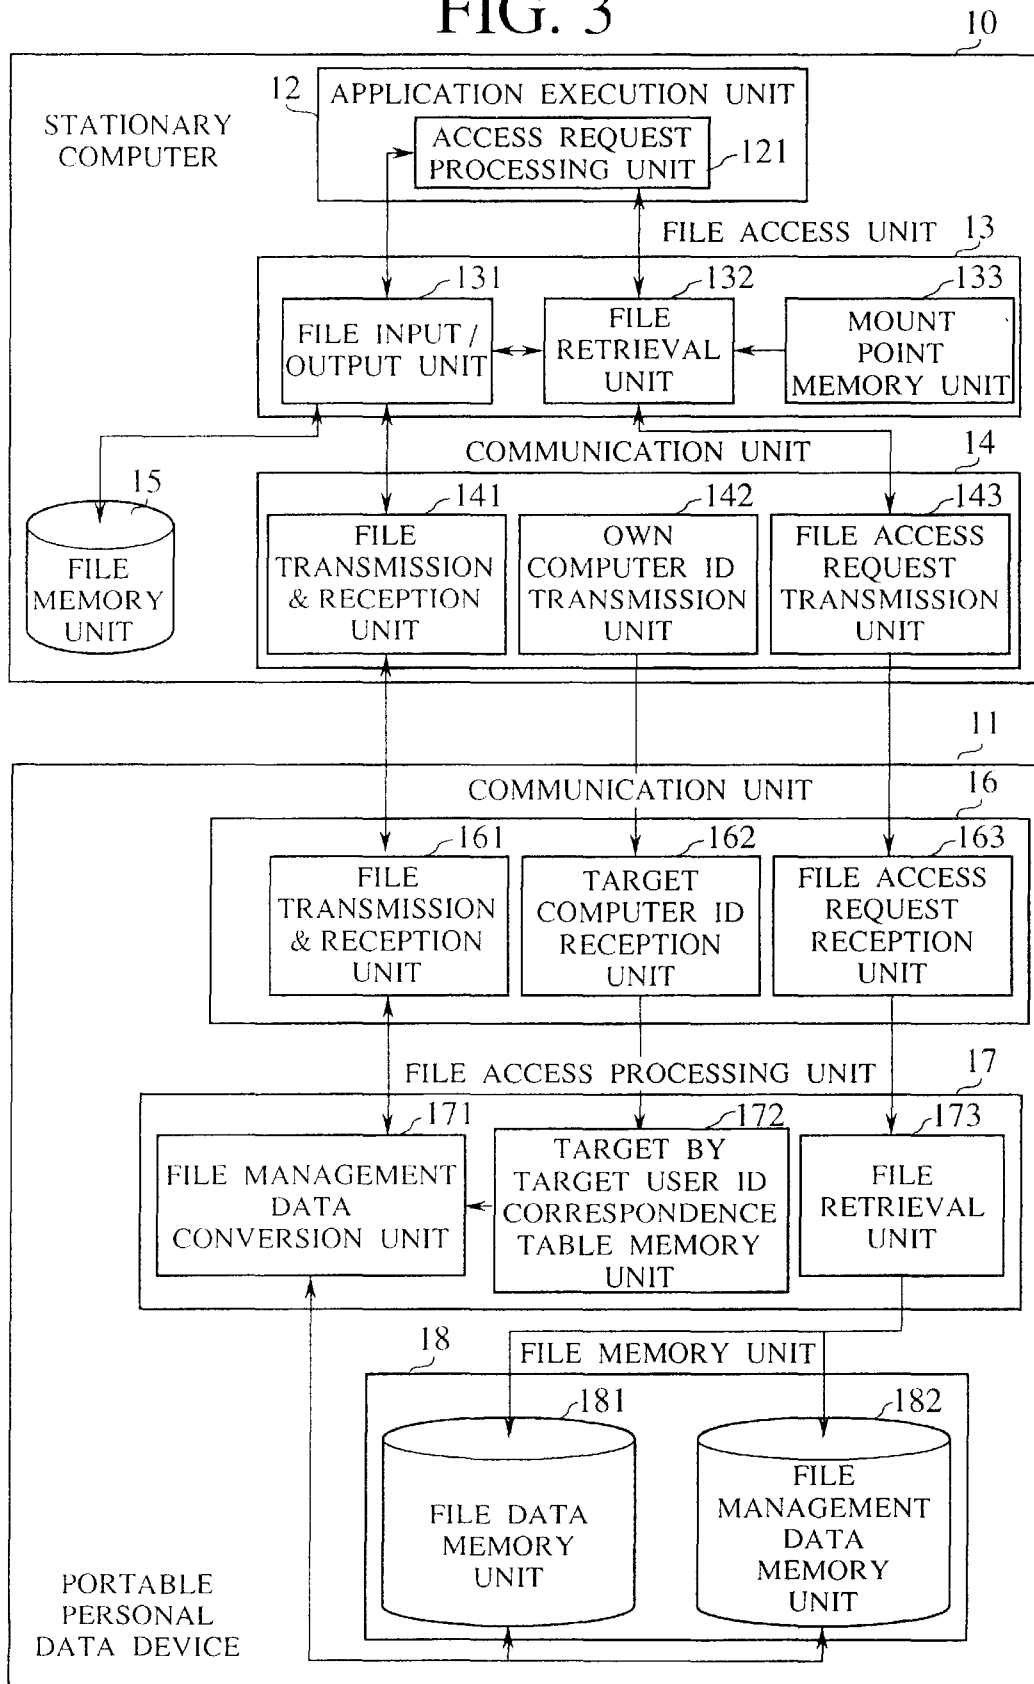 FIG. 3
10
STATIONARY
COMPUTER
12
APPLICATION EXECUTION UNIT
ACCESS REQUEST
PROCESSING UNIT
121
FILE ACCESS UNIT
13
131
132
133
FILE INPUT/
OUTPUT UNIT
FILE
RETRIEVAL
UNIT
MOUNT
POINT
MEMORY UNIT
COMMUNICATION UNIT
14
15
FILE
MEMORY
UNIT
141
142
143
FILE
TRANSMISSION
& RECEPTION
UNIT
OWN
COMPUTER ID
TRANSMISSION
UNIT
FILE ACCESS
REQUEST
TRANSMISSION
UNIT
11
COMMUNICATION UNIT
16
161
162
163
FILE
TRANSMISSION
& RECEPTION
UNIT
TARGET
COMPUTER ID
RECEPTION
UNIT
FILE ACCESS
REQUEST
RECEPTION
UNIT
FILE ACCESS PROCESSING UNIT
17
171
172
173
FILE MANAGEMENT
DATA
CONVERSION UNIT
TARGET BY
TARGET USER ID
CORRESPONDENCE
TABLE MEMORY
UNIT
FILE
RETRIEVAL
UNIT
18
FILE MEMORY UNIT
181
182
FILE DATA
MEMORY
UNIT
FILE
MANAGEMENT
DATA
MEMORY
UNIT
PORTABLE
PERSONAL
DATA DEVICE